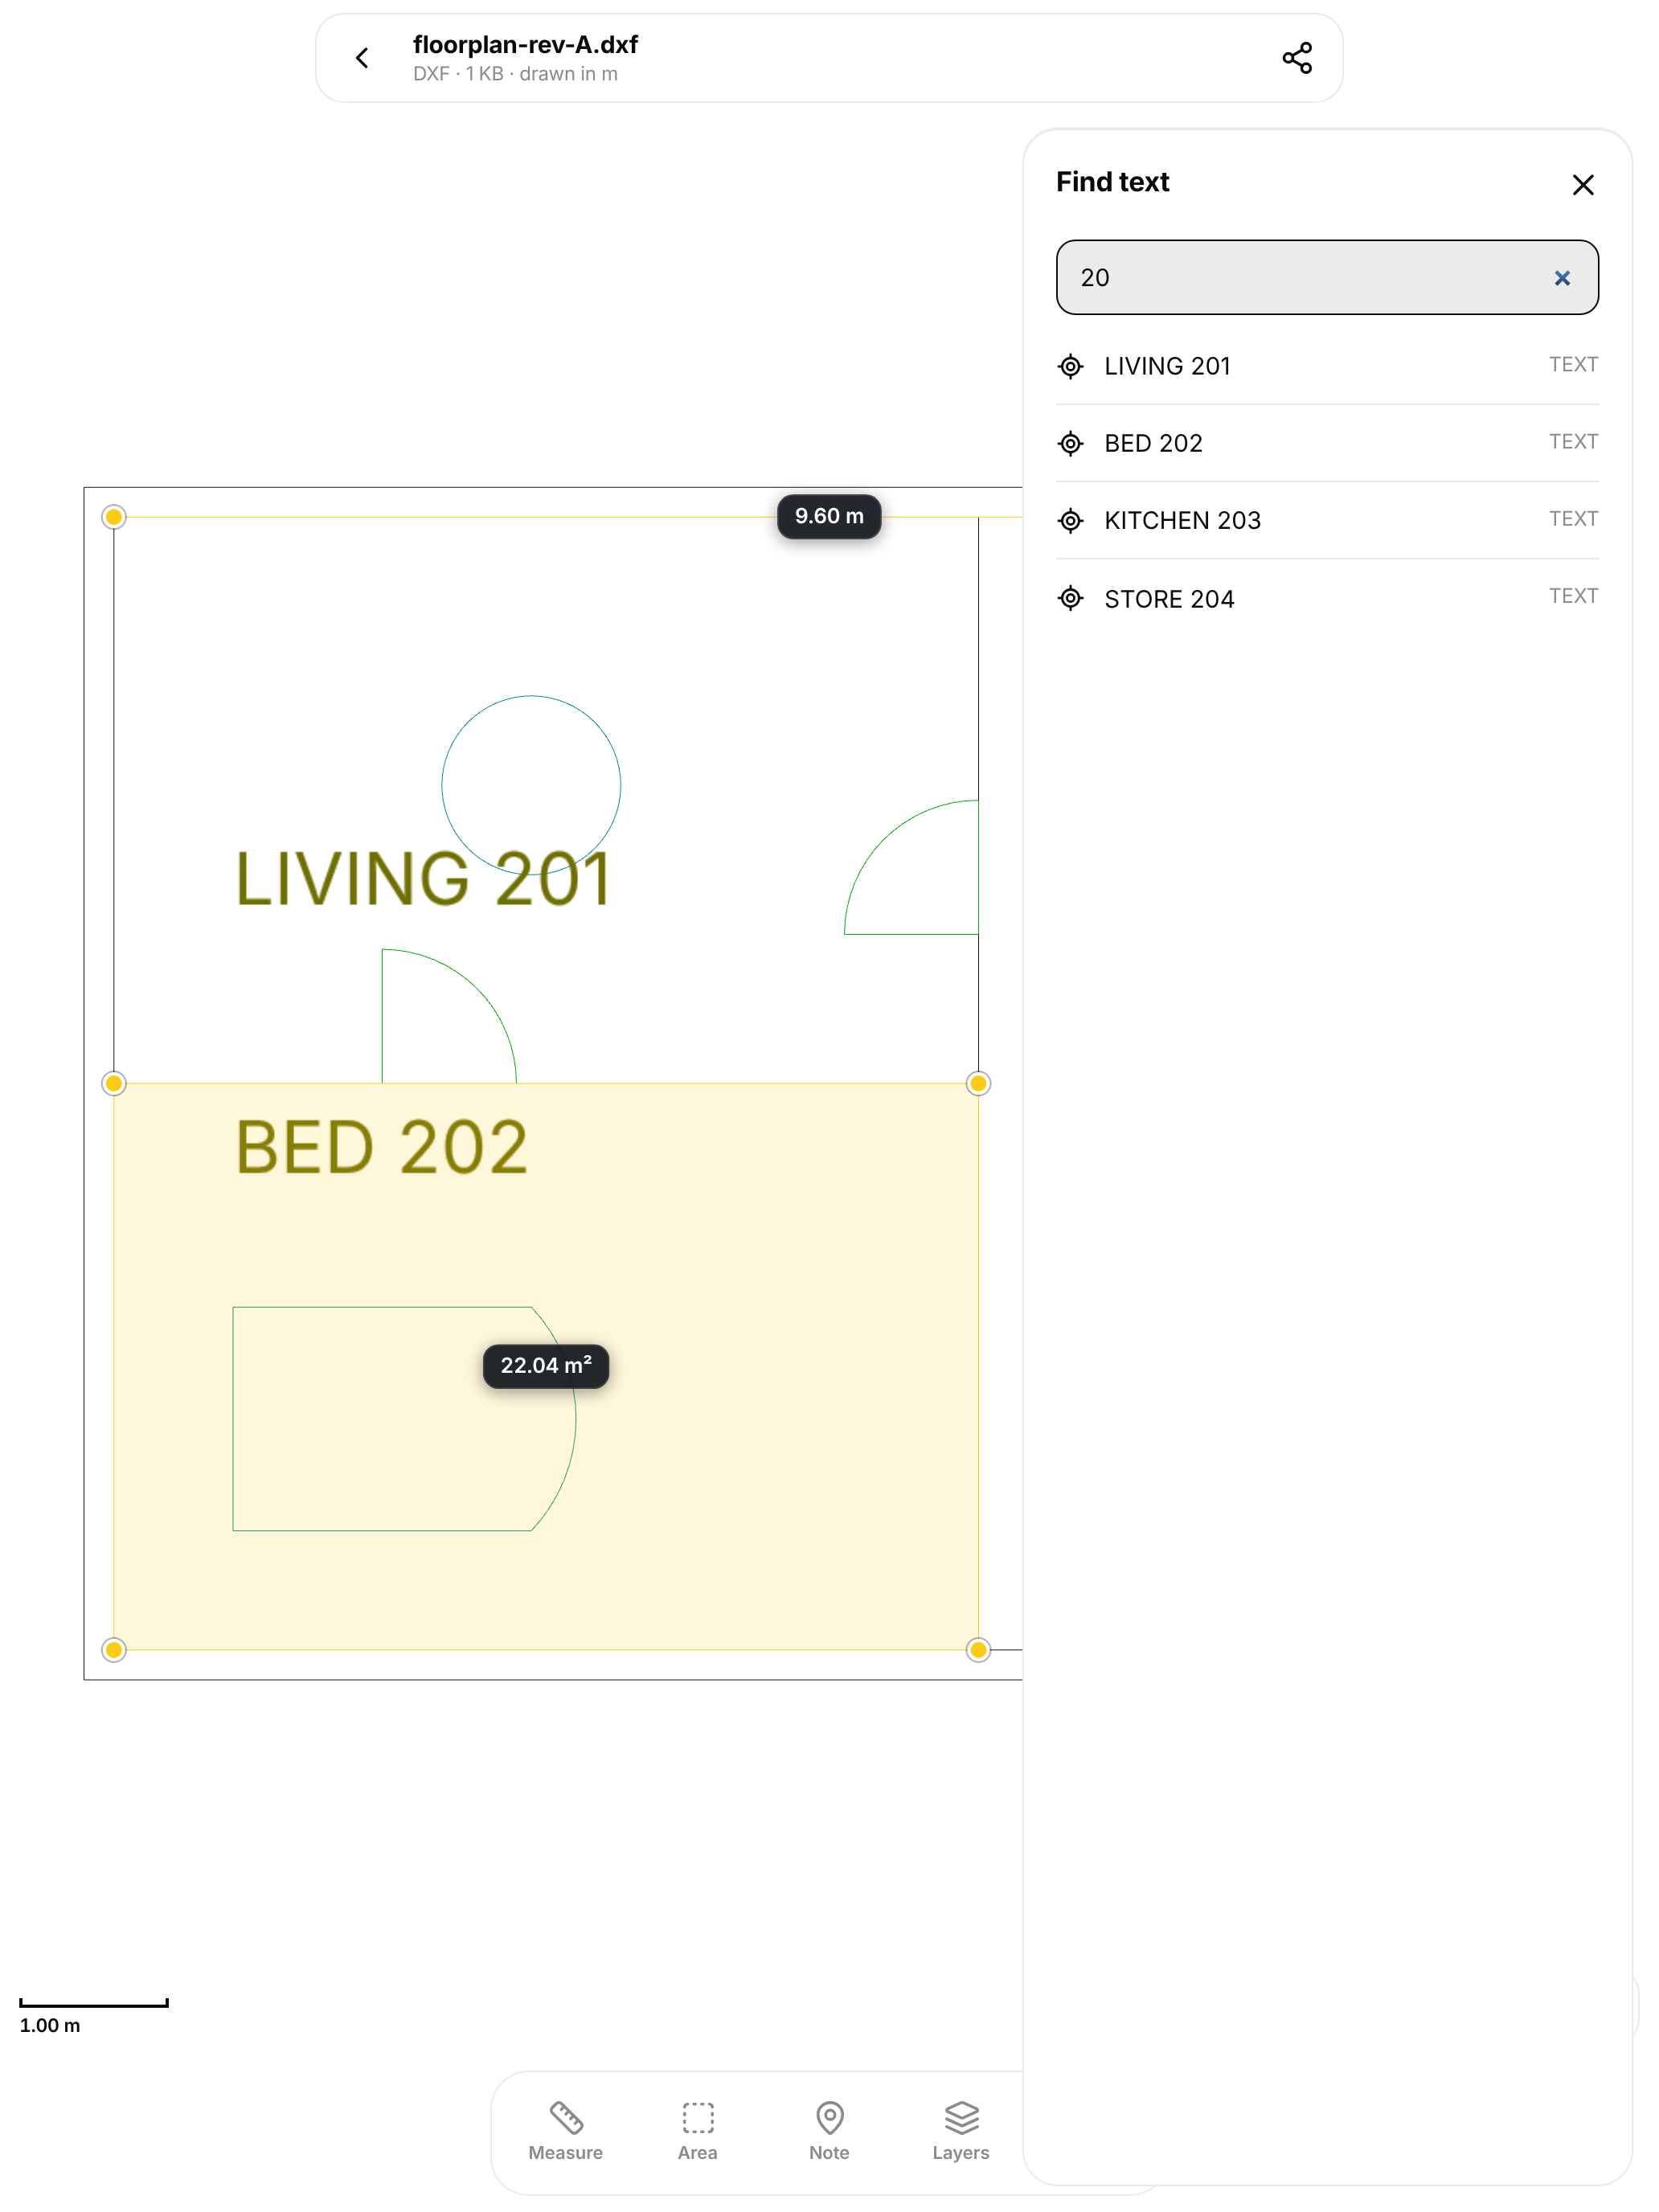 floorplan-rev-A.dxf
DXF · 1 KB · drawn in m
Find text
20
LIVING 201 TEXT
BED 202 TEXT
KITCHEN 203 TEXT
STORE 204 TEXT
9.60 m
LIVING 201
BED 202
22.04 m²
1.00 m
Measure Area Note Layers